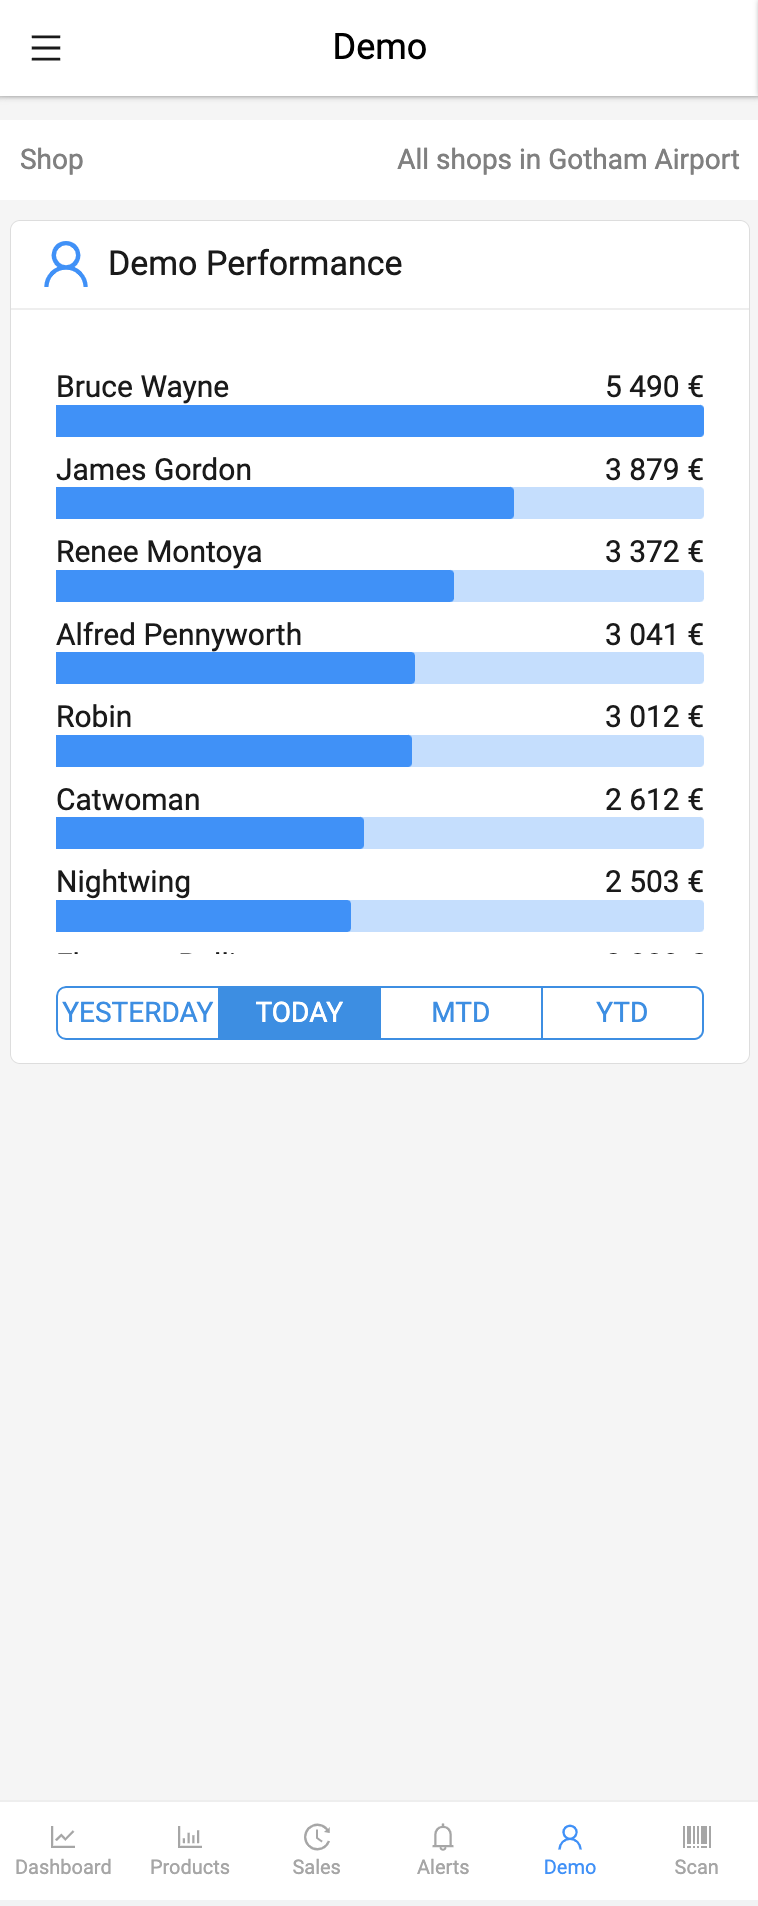 Demo
Shop All shops in Gotham Airport
Demo Performance
Bruce Wayne 5 490 €
James Gordon 3 879 €
Renee Montoya 3 372 €
Alfred Pennyworth 3 041 €
Robin 3 012 €
Catwoman 2 612 €
Nightwing 2 503 €
YESTERDAY TODAY MTD YTD
Dashboard Products Sales Alerts Demo Scan